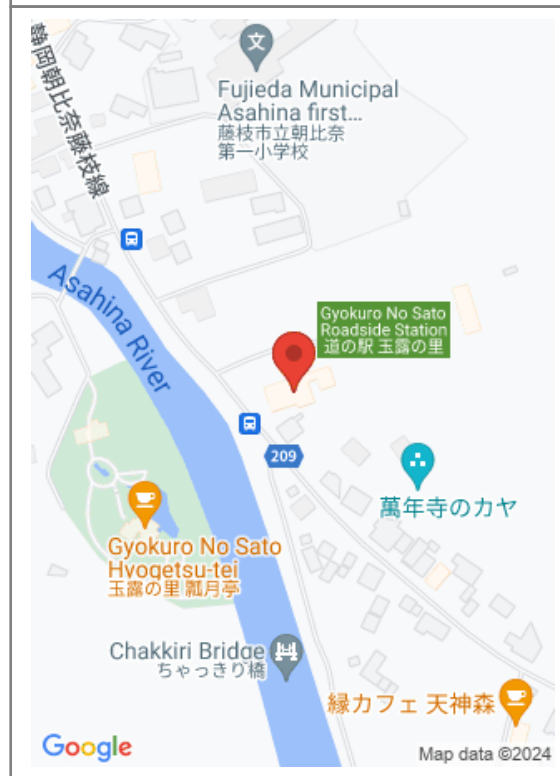 静岡朝比奈藤枝線
Fujieda Municipal
Asahina first...
藤枝市立朝比奈
第一小学校
Asahina River
Gyokuro No Sato
Roadside Station
道の駅 玉露の里
209
萬年寺のカヤ
Gyokuro No Sato
Hyogetsu-tei
玉露の里 瓢月亭
Chakkiri Bridge
ちゃっきり橋
縁カフェ 天神森
Google
Map data ©2024